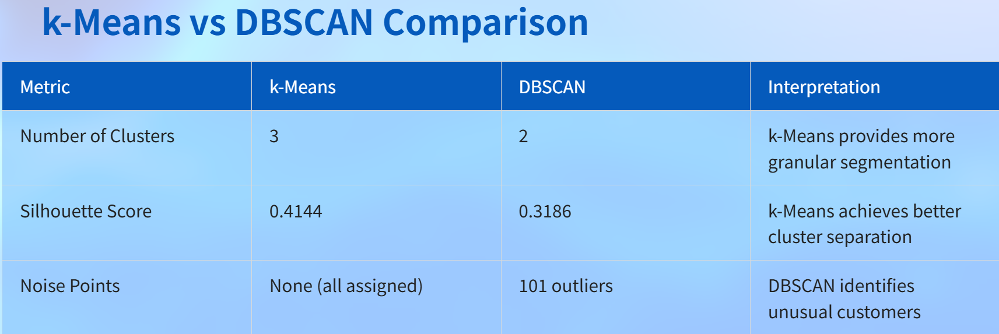 k-Means vs DBSCAN Comparison
Metric
k-Means
DBSCAN
Interpretation
Number of Clusters
3
2
k-Means provides more
granular segmentation
Silhouette Score
0.4144
0.3186
k-Means achieves better
cluster separation
Noise Points
None (all assigned)
101 outliers
DBSCAN identifies
unusual customers